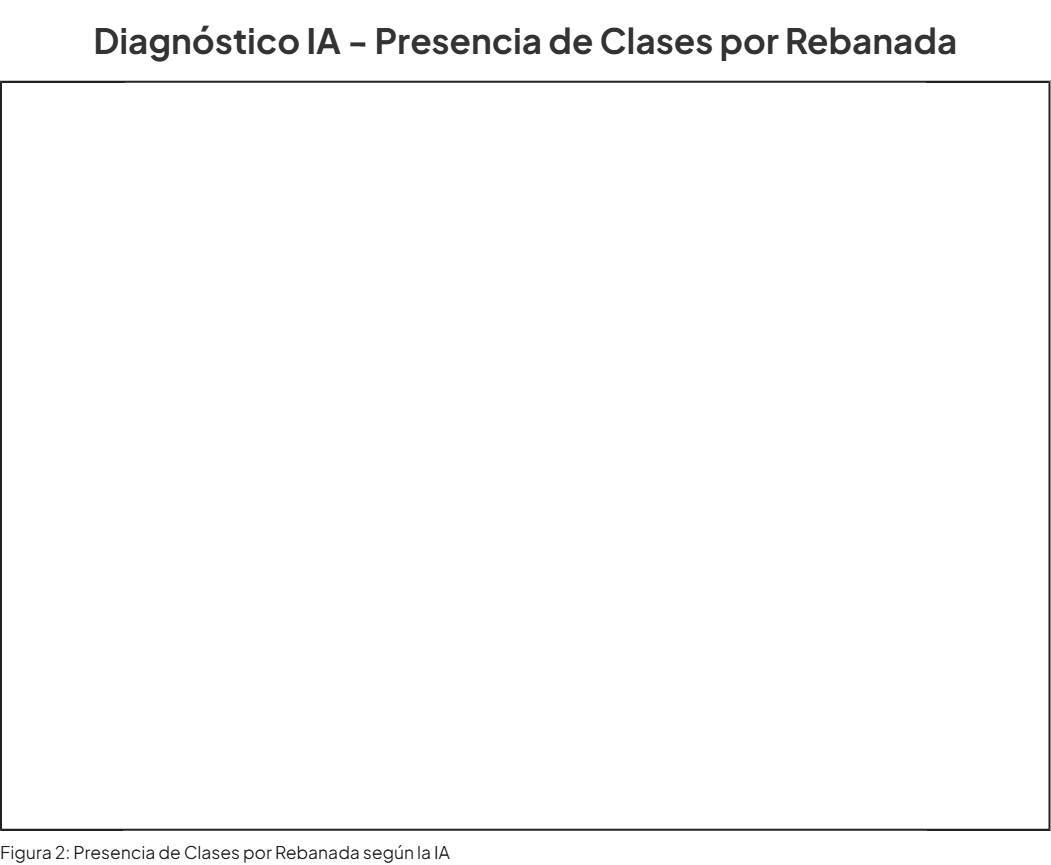 Diagnóstico IA – Presencia de Clases por Rebanada
Figura 2: Presencia de Clases por Rebanada según la IA